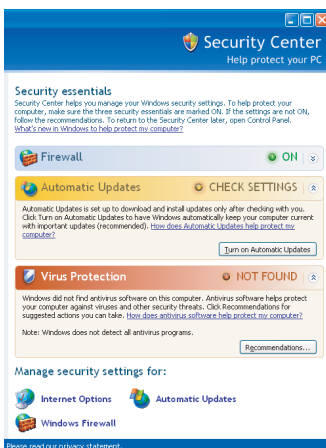 Security Center
Help protect your PC
Security essentials
Security Center helps you manage your Windows security settings. To help protect your
computer, make sure the three security essentials are marked ON. If the settings are not ON,
follow the recommendations. To return to the Security Center later, open Control Panel.
What's new in Windows to help protect my computer?
Firewall ON
Automatic Updates CHECK SETTINGS
Automatic Updates is set up to download and install updates only after checking with you.
Click Turn on Automatic Updates to have Windows automatically keep your computer current
with important updates (recommended). How does Automatic Updates help protect my
computer?
Turn on Automatic Updates
Virus Protection NOT FOUND
Windows did not find antivirus software on this computer. Antivirus software helps protect
your computer against viruses and other security threats. Click Recommendations for
suggested actions you can take. How does antivirus software help protect my computer?
Note: Windows does not detect all antivirus programs.
Recommendations...
Manage security settings for:
Internet Options Automatic Updates
Windows Firewall
Please read our privacy statement.